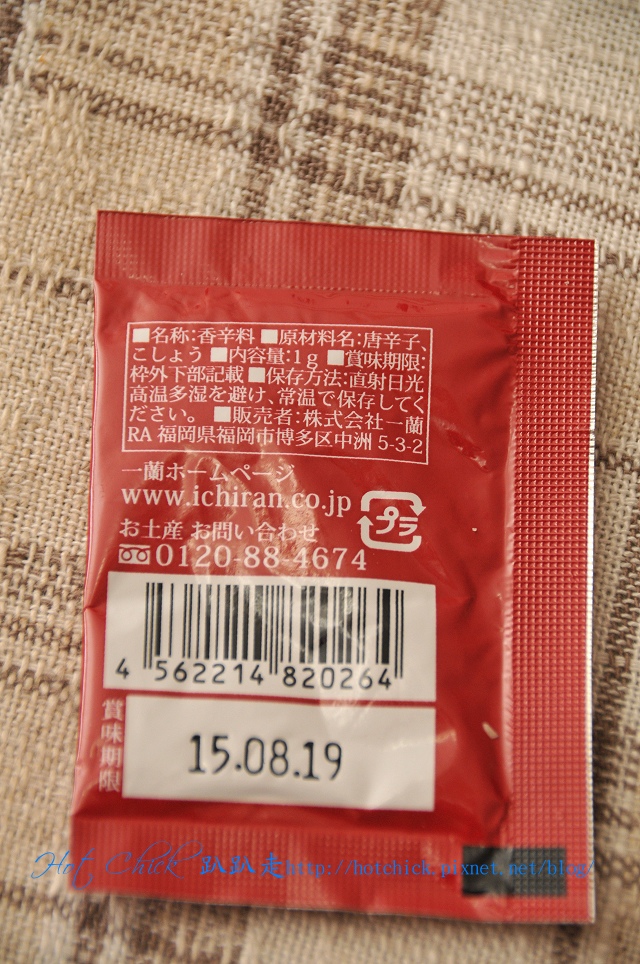 ■名称:香辛料 ■原材料名:唐辛子、
こしょう ■内容量:1g ■賞味期限:
枠外下部記載 ■保存方法:直射日光
高温多湿を避け、常温で保存してく
ださい。 ■販売者:株式会社一蘭
RA 福岡県福岡市博多区中洲 5-3-2
一蘭ホームページ
www.ichiran.co.jp
プラ
お土産 お問い合わせ
0120-88-4674
4 562214 820264
賞味期限
15.08.19
Hot Chick 趴趴走http://hotchick.pixnet.net/blog/